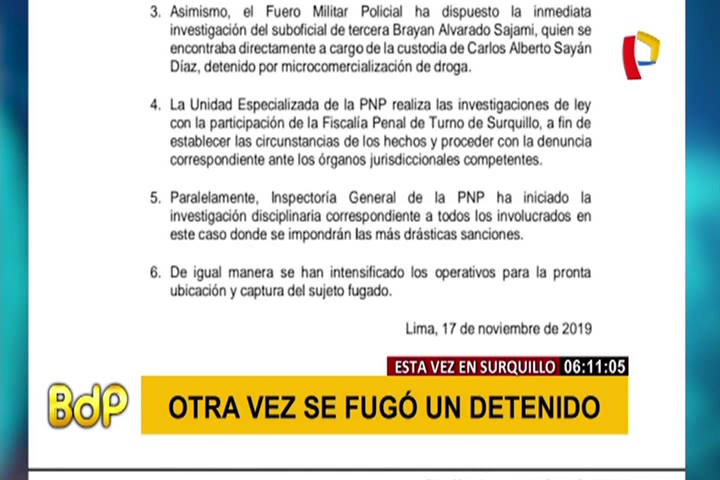 3. Asimismo, el Fuero Militar Policial ha dispuesto la inmediata
investigación del suboficial de tercera Brayan Alvarado Sajami, quien se
encontraba directamente a cargo de la custodia de Carlos Alberto Sayán
Díaz, detenido por microcomercialización de droga.
4. La Unidad Especializada de la PNP realiza las investigaciones de ley
con la participación de la Fiscalía Penal de Turno de Surquillo, a fin de
establecer las circunstancias de los hechos y proceder con la denuncia
correspondiente ante los órganos jurisdiccionales competentes.
5. Paralelamente, Inspectoría General de la PNP ha iniciado la
investigación disciplinaria correspondiente a todos los involucrados en
este caso donde se impondrán las más drásticas sanciones.
6. De igual manera se han intensificado los operativos para la pronta
ubicación y captura del sujeto fugado.
Lima, 17 de noviembre de 2019
ESTA VEZ EN SURQUILLO 06:11:05
BdP
OTRA VEZ SE FUGÓ UN DETENIDO